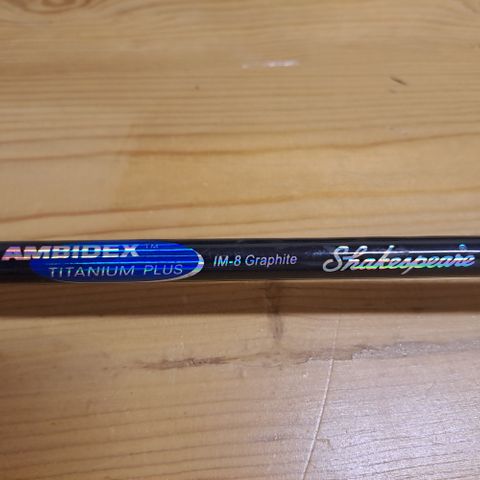 AMBIDEX™
TITANIUM PLUS
IM-8 Graphite
Shakespeare